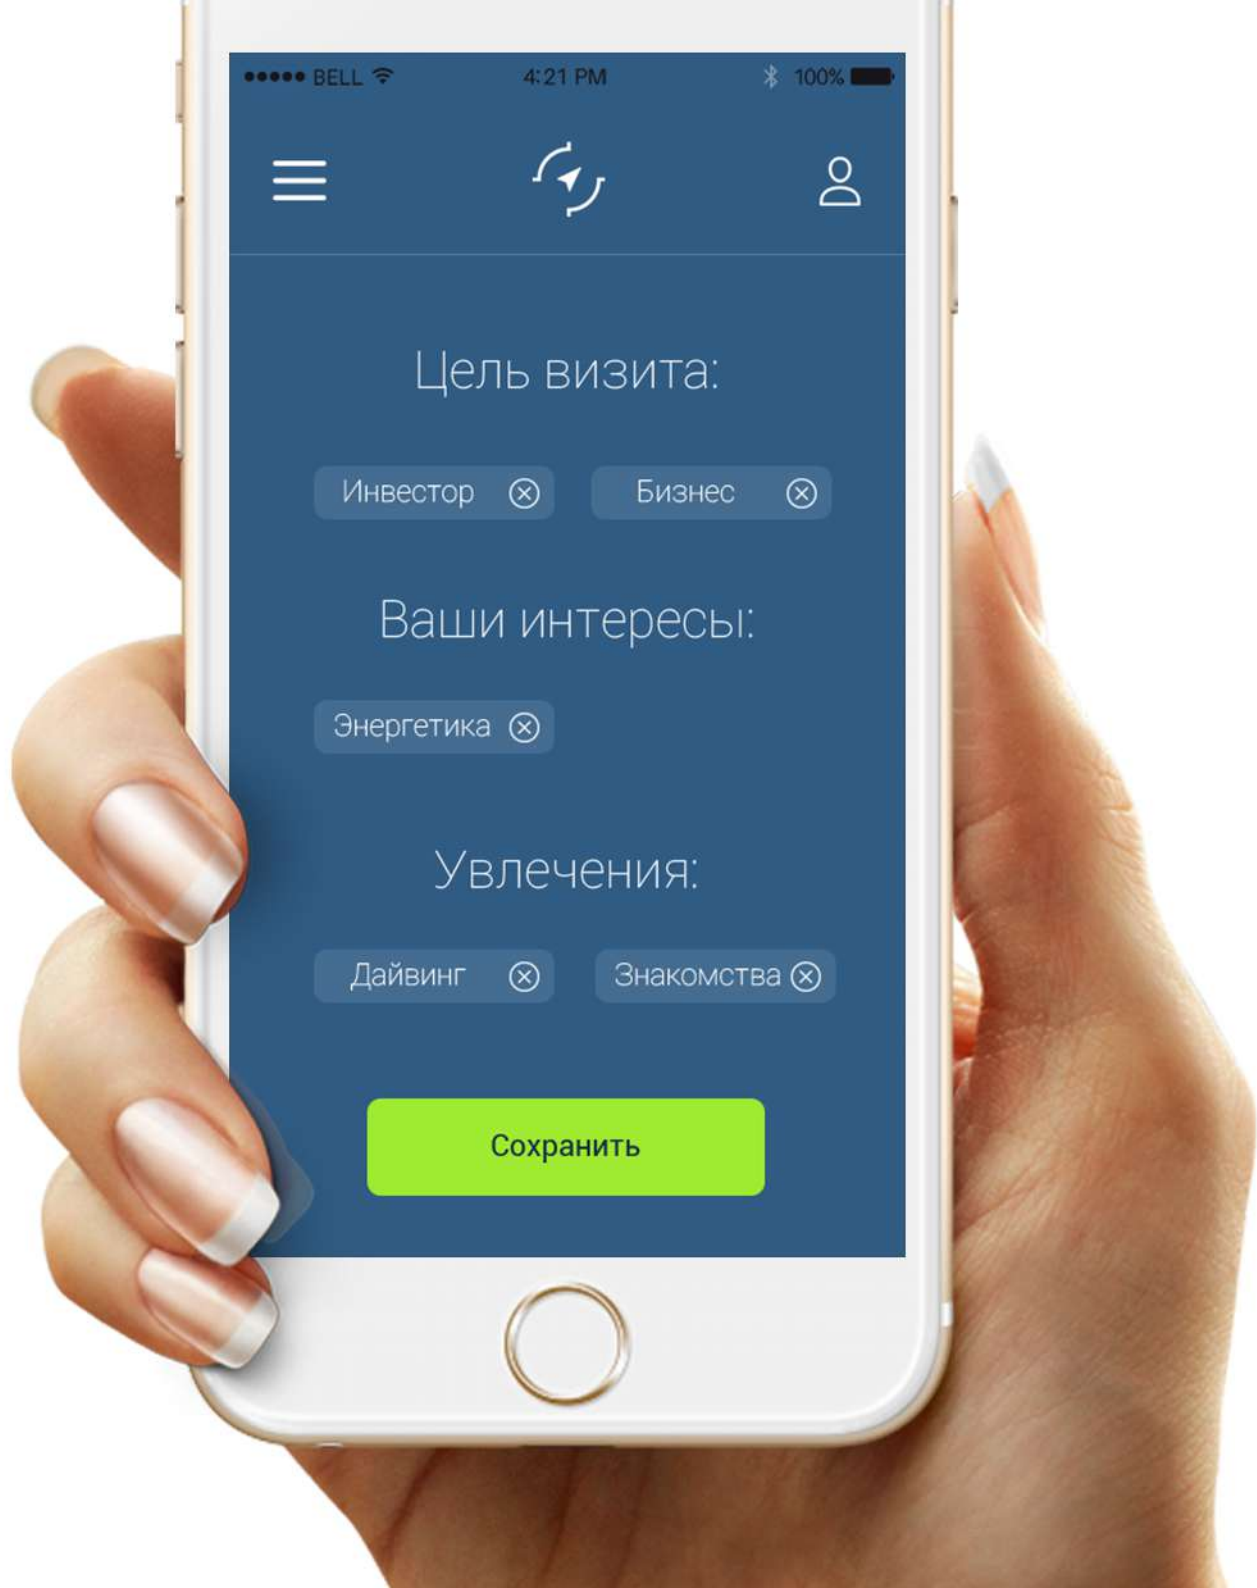 BELL 4:21 PM 100%
Цель визита:
Инвестор Бизнес
Ваши интересы:
Энергетика
Увлечения:
Дайвинг Знакомства
Сохранить